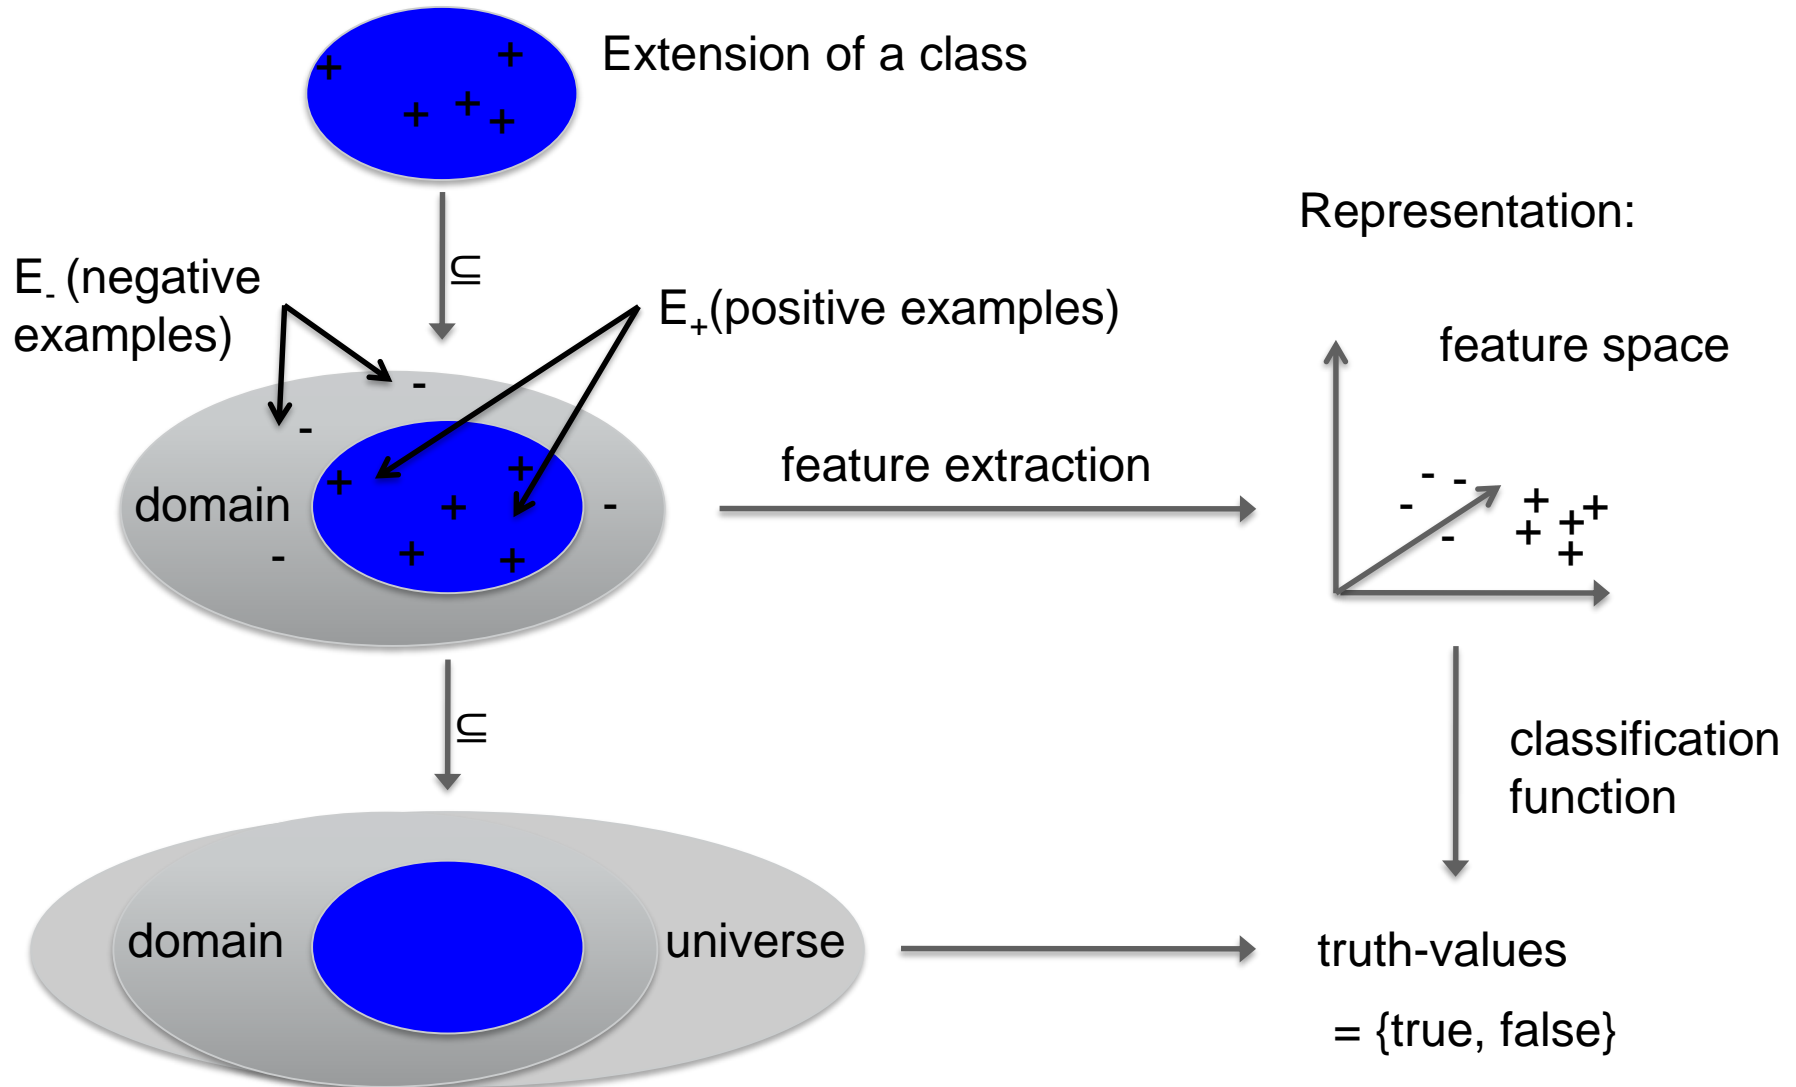 Extension of a class
Representation:
⊆
E₋ (negative
examples)
E₊(positive examples)
feature space
feature extraction
domain
⊆
classification
function
domain
universe
truth-values
= {true, false}